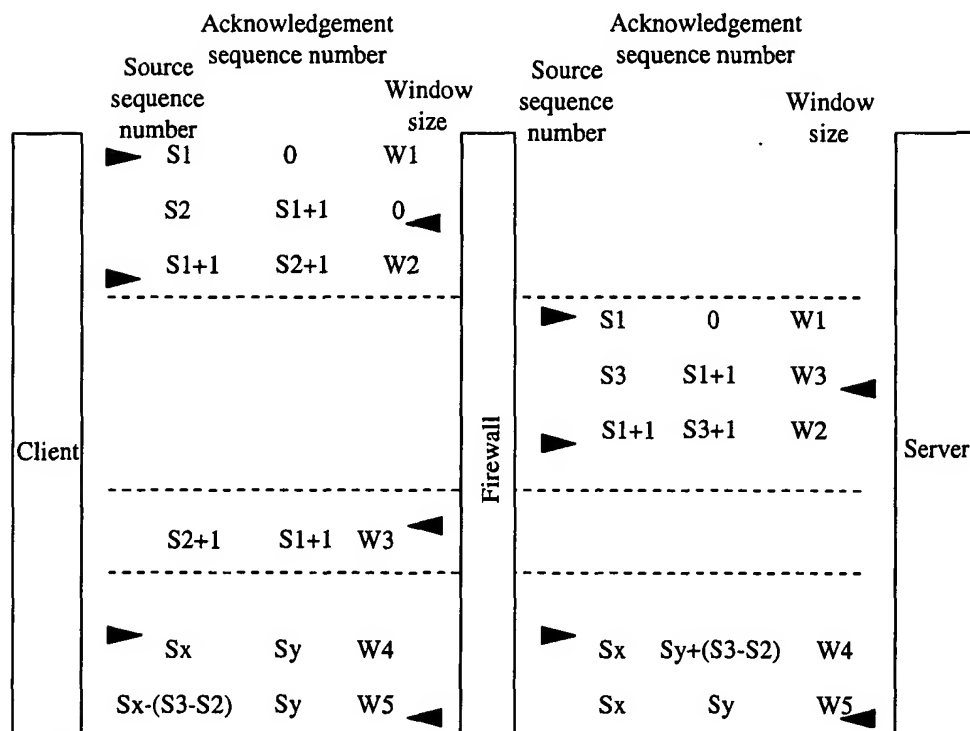 Acknowledgement
sequence number
Acknowledgement
sequence number
Source
sequence
number
Window
size
Source
sequence
number
Window
size
S1 0 W1
S2 S1+1 0
S1+1 S2+1 W2
S1 0 W1
S3 S1+1 W3
S1+1 S3+1 W2
Client
Firewall
Server
S2+1 S1+1 W3
Sx Sy W4
Sx Sy+(S3-S2) W4
Sx-(S3-S2) Sy W5
Sx Sy W5